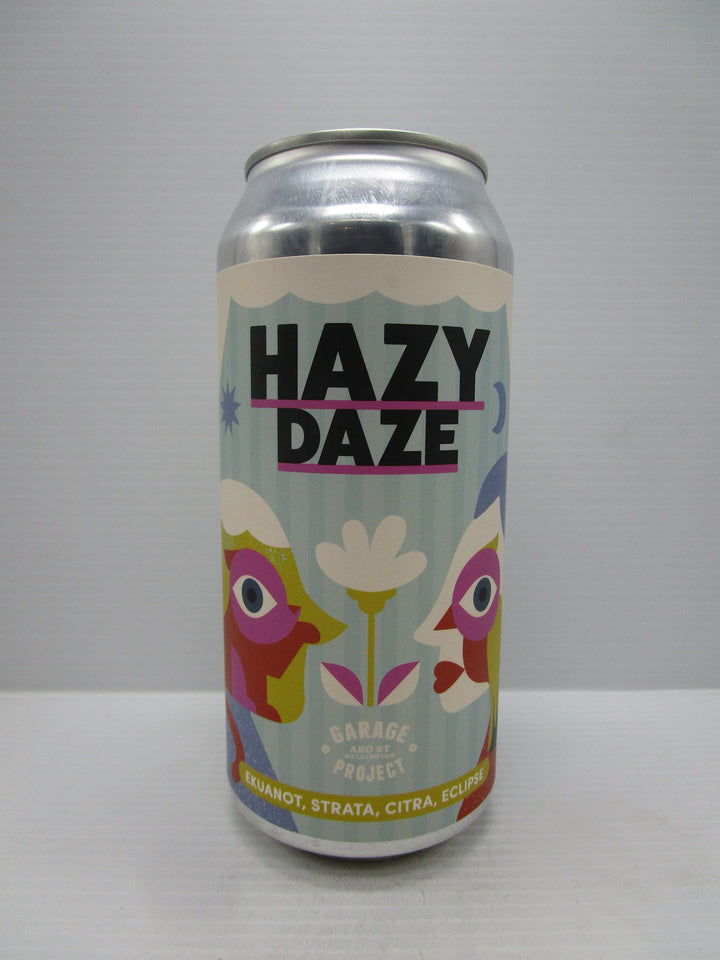 HAZY
DAZE
GARAGE
ARO ST
WELLINGTON
PROJECT
EKUANOT, STRATA, CITRA, ECLIPSE